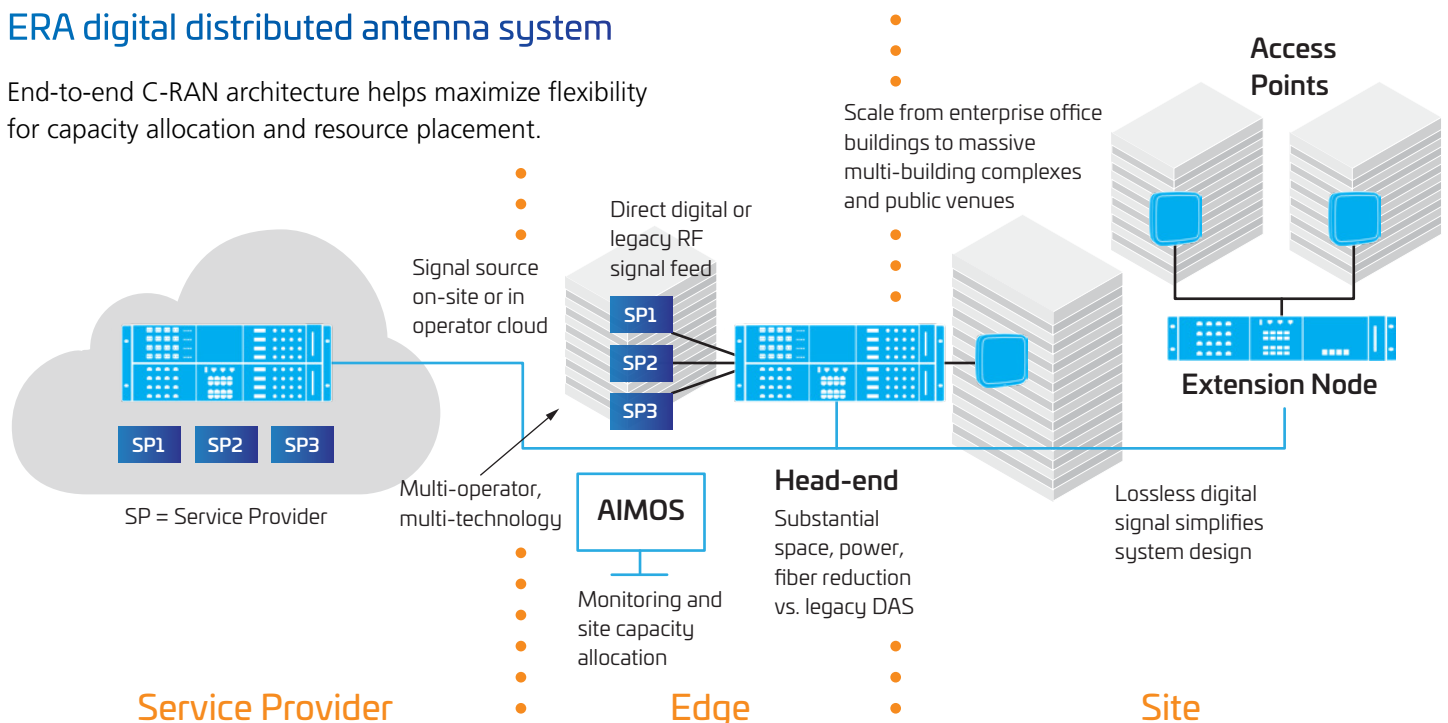 ERA digital distributed antenna system
End-to-end C-RAN architecture helps maximize flexibility
for capacity allocation and resource placement.
Signal source
on-site or in
operator cloud
Direct digital or
legacy RF
signal feed
Scale from enterprise office
buildings to massive
multi-building complexes
and public venues
Access
Points
SP1
SP2
SP3
SP1
SP2
SP3
SP = Service Provider
Multi-operator,
multi-technology
AIMOS
Monitoring and
site capacity
allocation
Head-end
Substantial
space, power,
fiber reduction
vs. legacy DAS
Extension Node
Lossless digital
signal simplifies
system design
Service Provider
Edge
Site